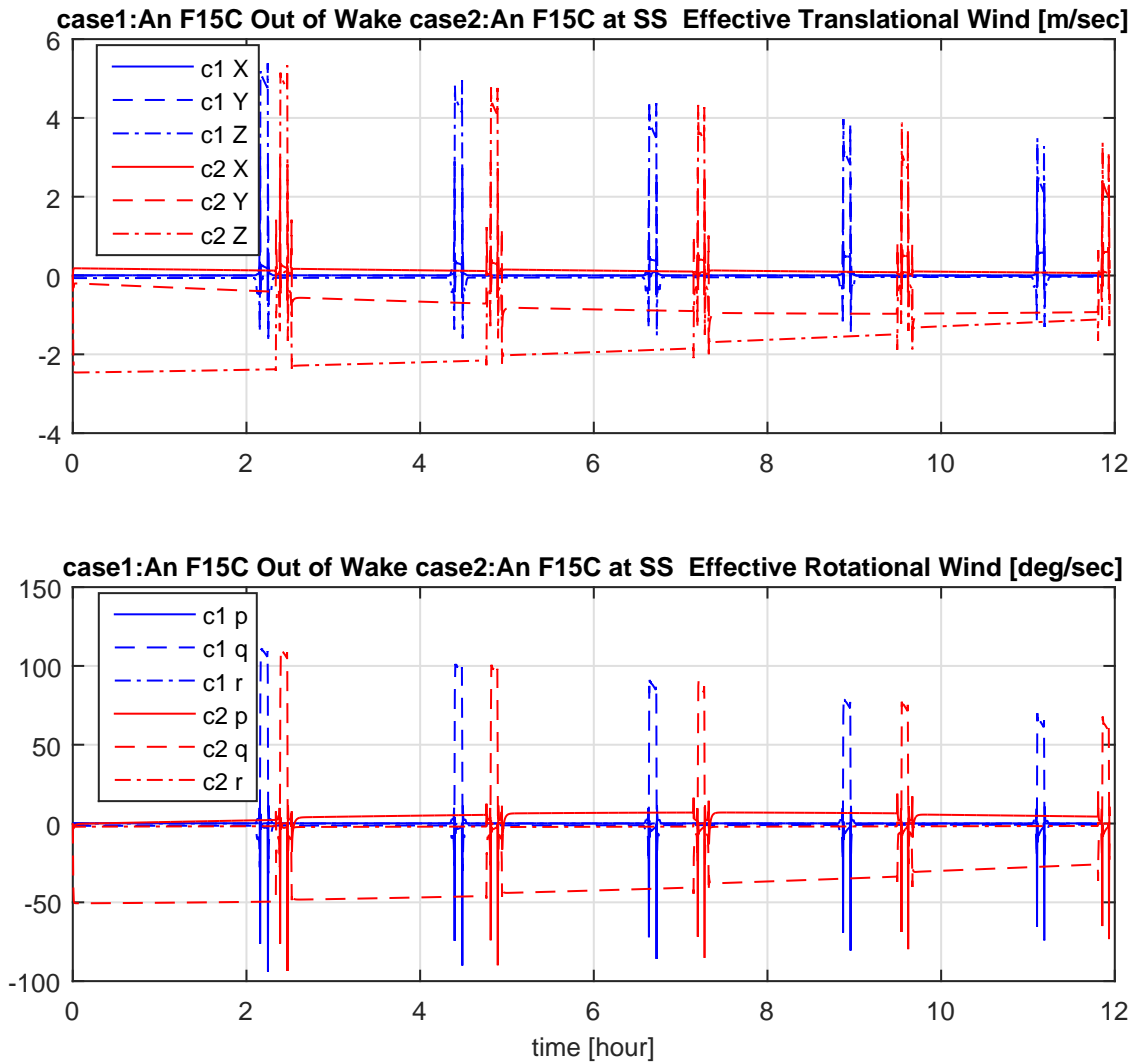 case1:An F15C Out of Wake case2:An F15C at SS  Effective Translational Wind [m/sec]
6
4
2
0
-2
-4
c1 X
c1 Y
c1 Z
c2 X
c2 Y
c2 Z
0 2 4 6 8 10 12
case1:An F15C Out of Wake case2:An F15C at SS  Effective Rotational Wind [deg/sec]
150
100
50
0
-50
-100
c1 p
c1 q
c1 r
c2 p
c2 q
c2 r
0 2 4 6 8 10 12
time [hour]